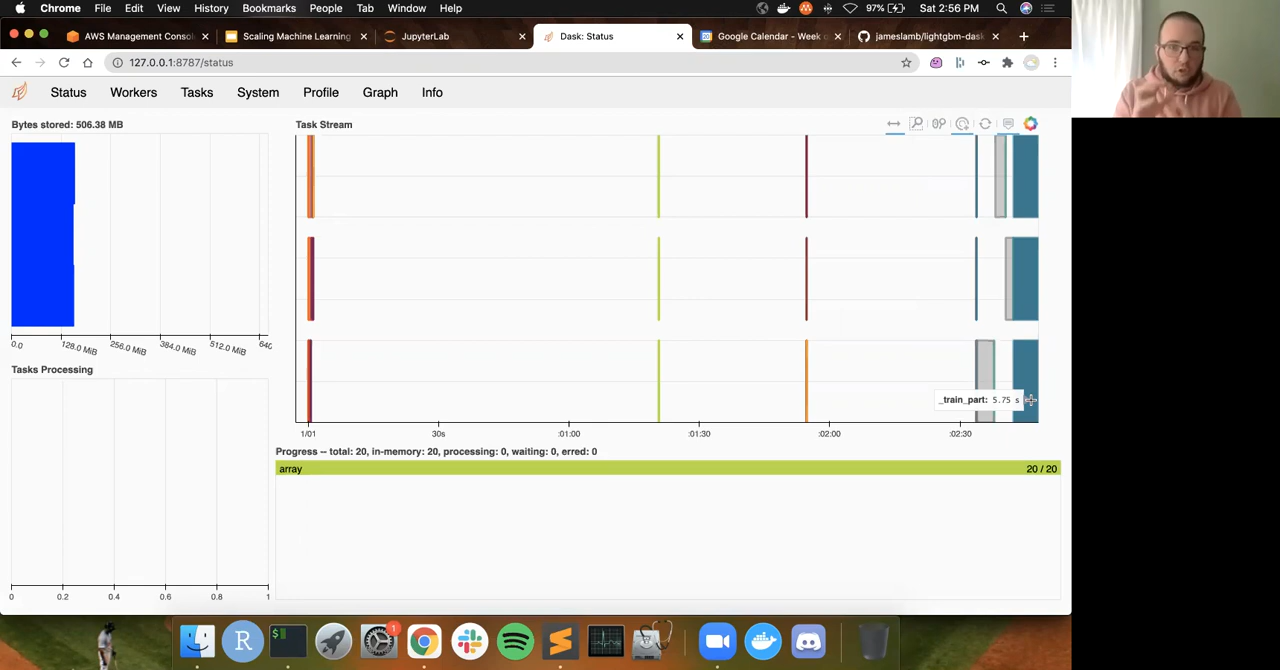 Chrome File Edit View History Bookmarks People Tab Window Help 97% Sat 2:56 PM
AWS Management Consol Scaling Machine Learning JupyterLab Dask: Status Google Calendar - Week o jameslamb/lightgbm-dask
127.0.0.1:8787/status
Status Workers Tasks System Profile Graph Info
Bytes stored: 506.38 MB
0.0 128.0 MiB 256.0 MiB 384.0 MiB 512.0 MiB 640
Tasks Processing
0 0.2 0.4 0.6 0.8 1
Task Stream
_train_part: 5.75 s
1/01 30s :01:00 :01:30 :02:00 :02:30
Progress -- total: 20, in-memory: 20, processing: 0, waiting: 0, erred: 0
array 20 / 20
R $ 1